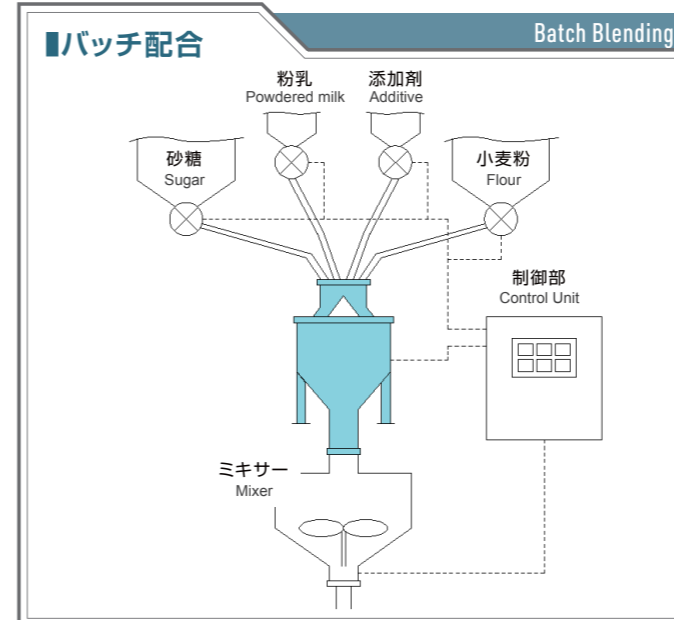 バッチ配合
Batch Blending
粉乳
Powdered milk
添加剤
Additive
砂糖
Sugar
小麦粉
Flour
制御部
Control Unit
ミキサー
Mixer